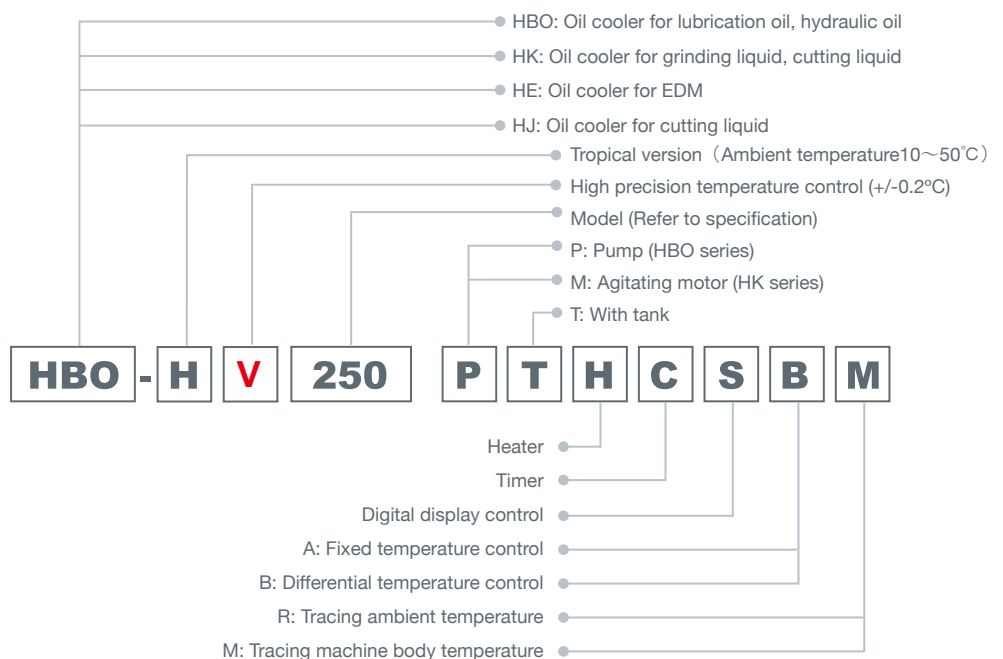 HBO: Oil cooler for lubrication oil, hydraulic oil
HK: Oil cooler for grinding liquid, cutting liquid
HE: Oil cooler for EDM
HJ: Oil cooler for cutting liquid
Tropical version（Ambient temperature10～50℃）
High precision temperature control (+/-0.2ºC)
Model (Refer to specification)
P: Pump (HBO series)
M: Agitating motor (HK series)
T: With tank
HBO - H V 250 P T H C S B M
Heater
Timer
Digital display control
A: Fixed temperature control
B: Differential temperature control
R: Tracing ambient temperature
M: Tracing machine body temperature